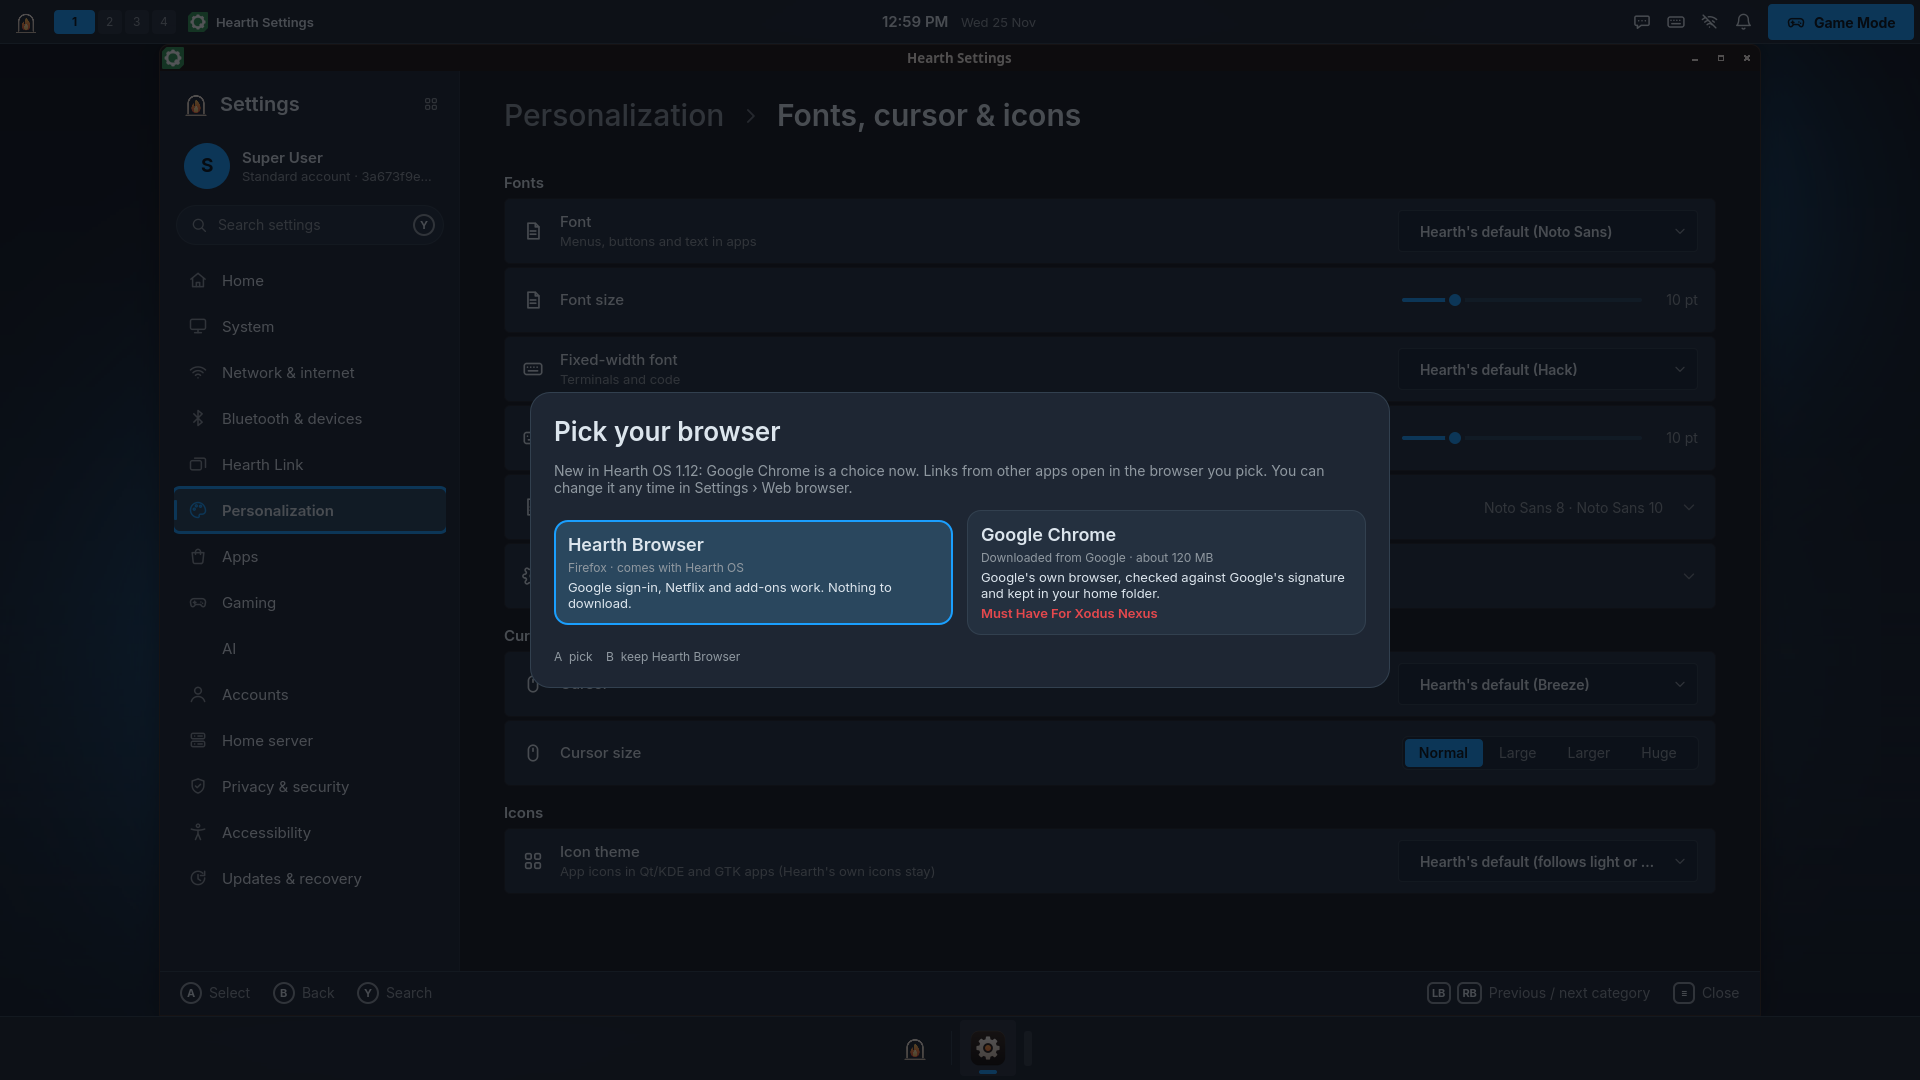 1 2 3 4 Hearth Settings 12:59 PM Wed 25 Nov Game Mode
Hearth Settings
Settings
S
Super User
Standard account · 3a673f9e...
Search settings Y
Home
System
Network & internet
Bluetooth & devices
Hearth Link
Personalization
Apps
Gaming
AI
Accounts
Home server
Privacy & security
Accessibility
Updates & recovery
Personalization › Fonts, cursor & icons
Fonts
Font
Menus, buttons and text in apps
Hearth's default (Noto Sans)
Font size
10 pt
Fixed-width font
Terminals and code
Hearth's default (Hack)
10 pt
Noto Sans 8 · Noto Sans 10
Pick your browser
New in Hearth OS 1.12: Google Chrome is a choice now. Links from other apps open in the browser you pick. You can
change it any time in Settings › Web browser.
Hearth Browser
Firefox · comes with Hearth OS
Google sign-in, Netflix and add-ons work. Nothing to
download.
Google Chrome
Downloaded from Google · about 120 MB
Google's own browser, checked against Google's signature
and kept in your home folder.
Must Have For Xodus Nexus
A pick B keep Hearth Browser
Hearth's default (Breeze)
Cursor size
Normal Large Larger Huge
Icons
Icon theme
App icons in Qt/KDE and GTK apps (Hearth's own icons stay)
Hearth's default (follows light or ...
A Select B Back Y Search
LB RB Previous / next category ≡ Close